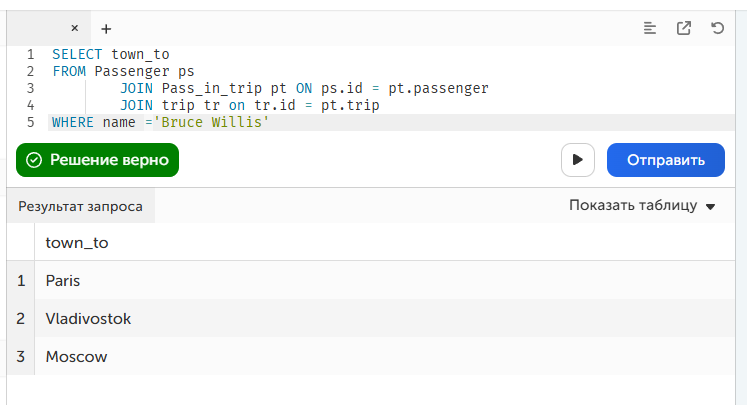 × +
1 SELECT town_to
2 FROM Passenger ps
3 JOIN Pass_in_trip pt ON ps.id = pt.passenger
4 JOIN trip tr on tr.id = pt.trip
5 WHERE name ='Bruce Willis'
Решение верно
Отправить
Результат запроса
Показать таблицу
town_to
1 Paris
2 Vladivostok
3 Moscow